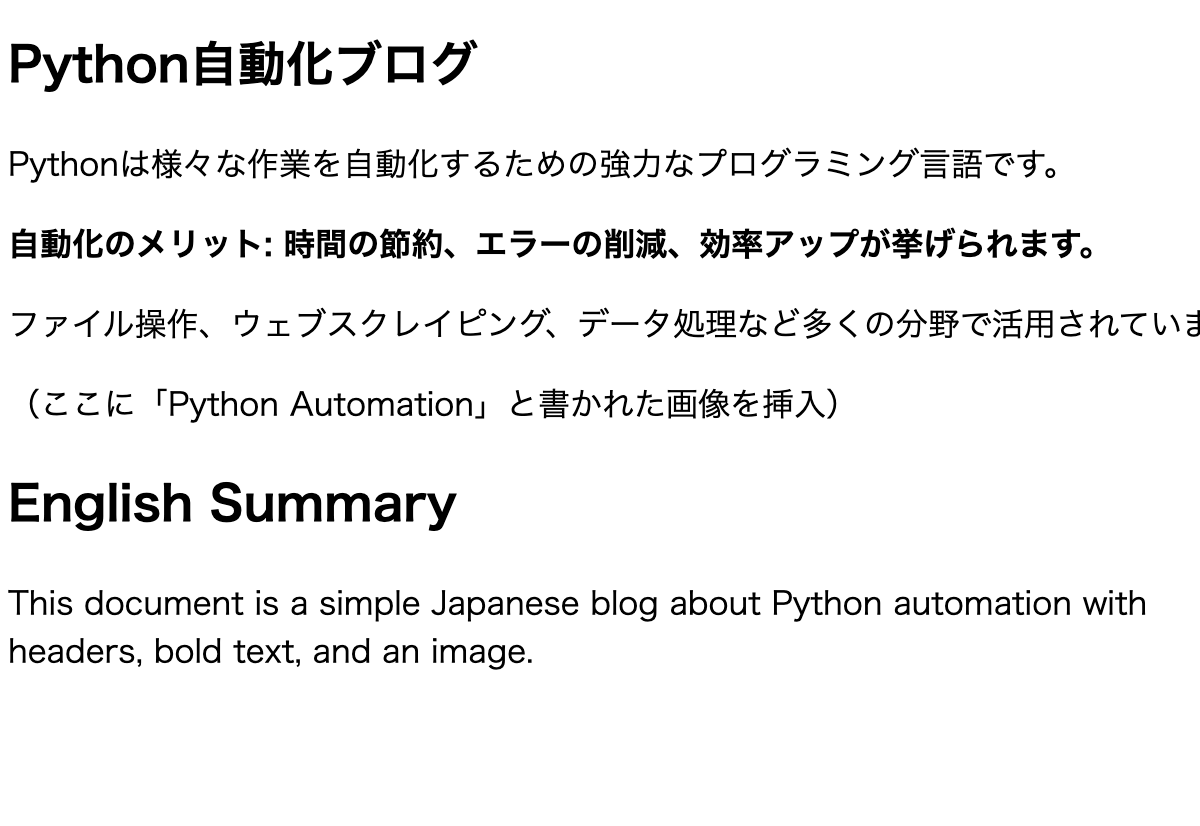 Python自動化ブログ
Pythonは様々な作業を自動化するための強力なプログラミング言語です。
自動化のメリット: 時間の節約、エラーの削減、効率アップが挙げられます。
ファイル操作、ウェブスクレイピング、データ処理など多くの分野で活用されていま
（ここに「Python Automation」と書かれた画像を挿入）
English Summary
This document is a simple Japanese blog about Python automation with
headers, bold text, and an image.